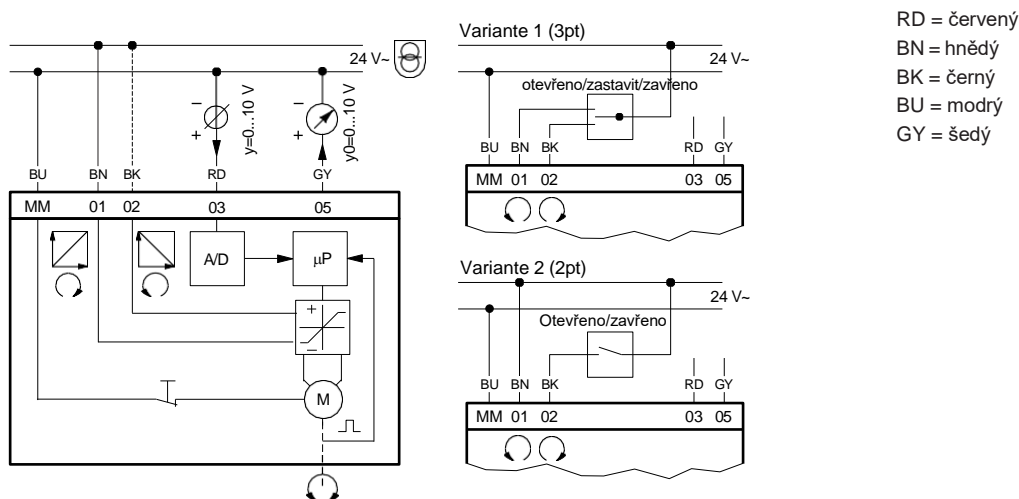 24 V~
y=0...10 V
y0=0...10 V
– + – +
BU BN BK RD GY
MM 01 02 03 05
A/D µP
+
–
M
Variante 1 (3pt)
24 V~
otevřeno/zastavit/zavřeno
BU BN BK RD GY
MM 01 02 03 05
Variante 2 (2pt)
24 V~
Otevřeno/zavřeno
BU BN BK RD GY
MM 01 02 03 05
RD = červený
BN = hnědý
BK = černý
BU = modrý
GY = šedý